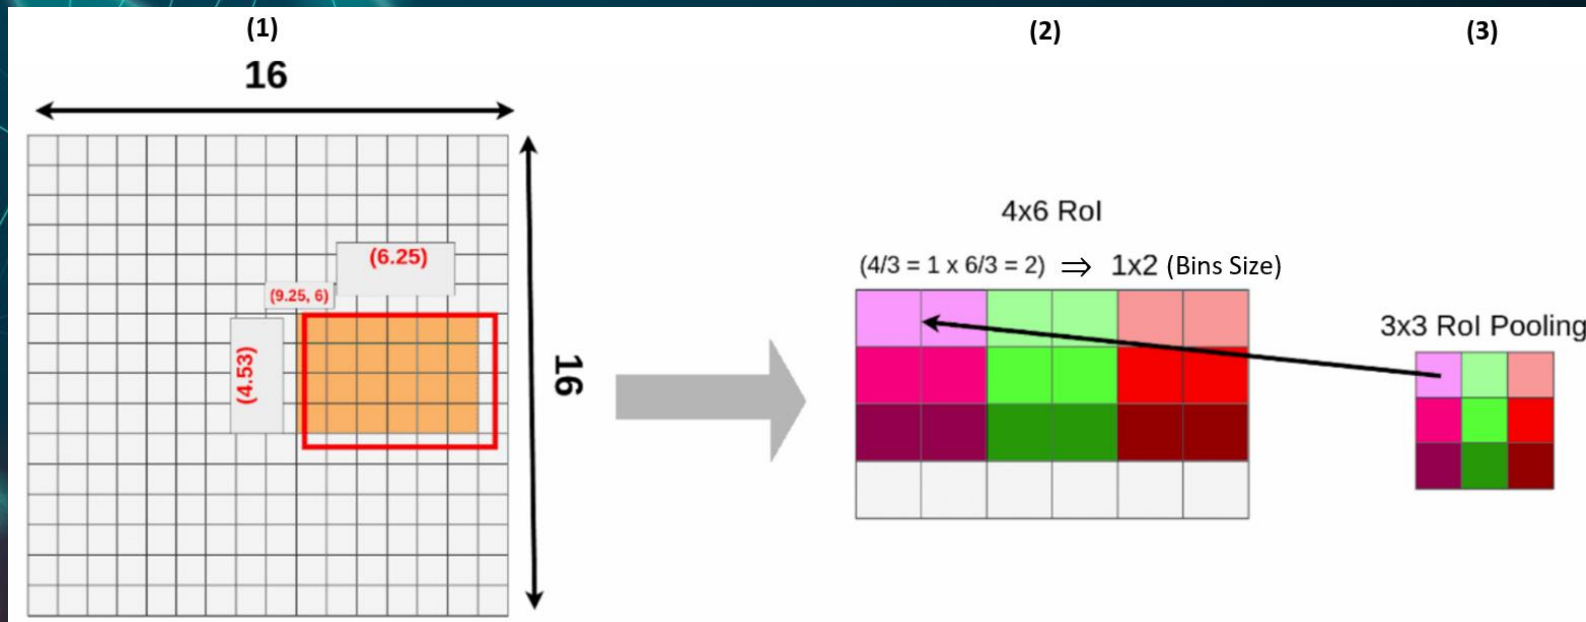 (1)
(2)
(3)
16
(6.25)
(9.25, 6)
(4.53)
16
4x6 RoI
(4/3 = 1 x 6/3 = 2) ⇒ 1x2 (Bins Size)
3x3 RoI Pooling